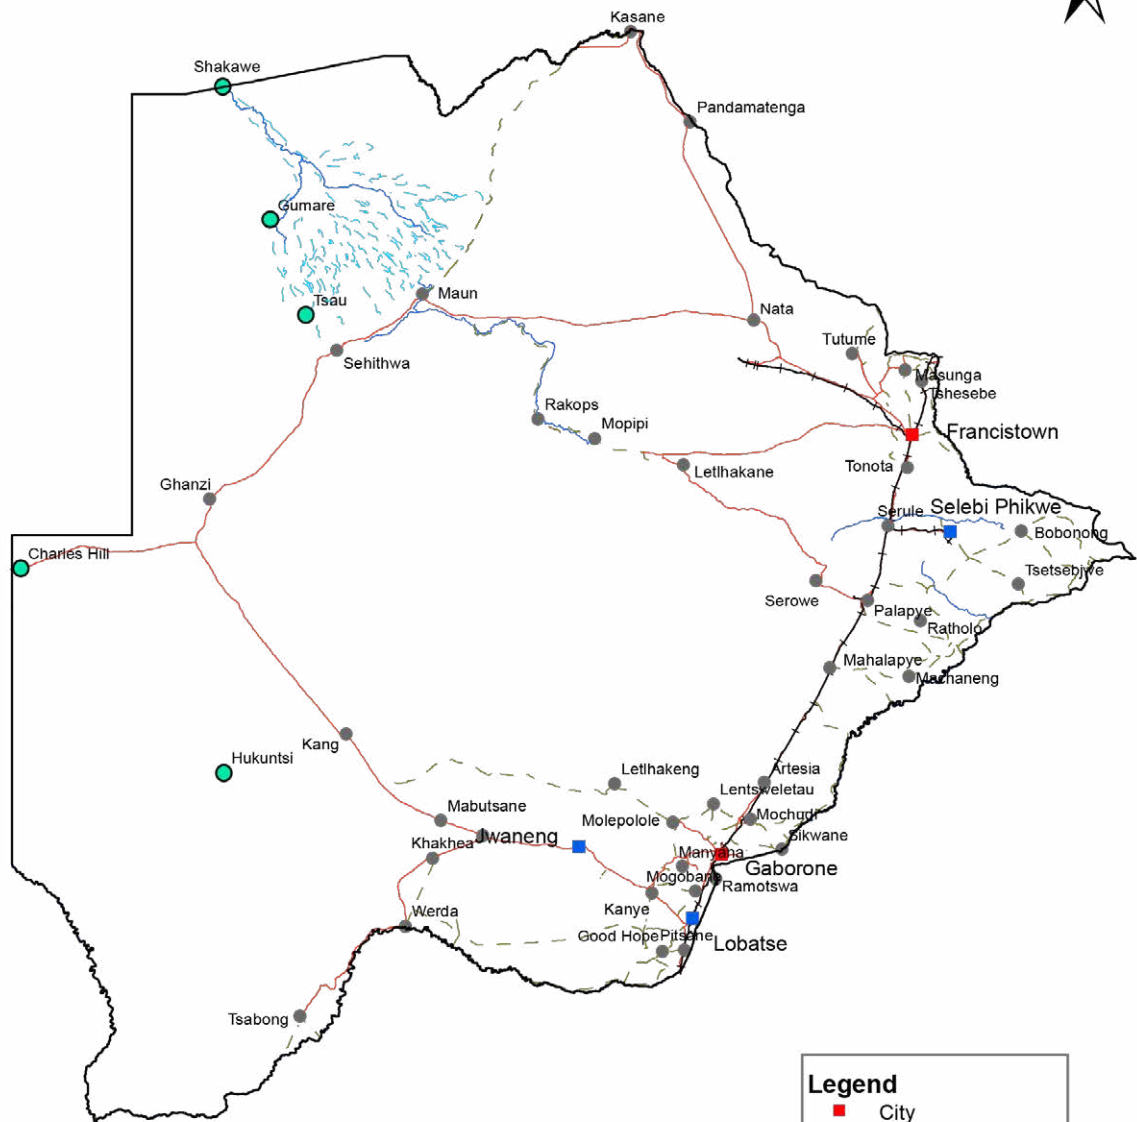 Kasane
Shakawe
Pandamatenga
Gumare
Maun
Tsau
Nata
Tutume
Sehithwa
Masunga
Tshesebe
Rakops
Mopipi
Francistown
Letlhakane
Tonota
Ghanzi
Serule
Selebi Phikwe
Bobonong
Charles Hill
Tsetsebjwe
Serowe
Palapye
Ratholo
Mahalapye
Machaneng
Kang
Hukuntsi
Letlhakeng
Artesia
Lentsweletau
Mabutsane
Molepolole
Mochudi
Jwaneng
Sikwane
Khakhea
Manyana
Gaborone
Mogobane
Ramotswa
Kanye
Werda
Good Hope
Pitsane
Lobatse
Tsabong
Legend
City